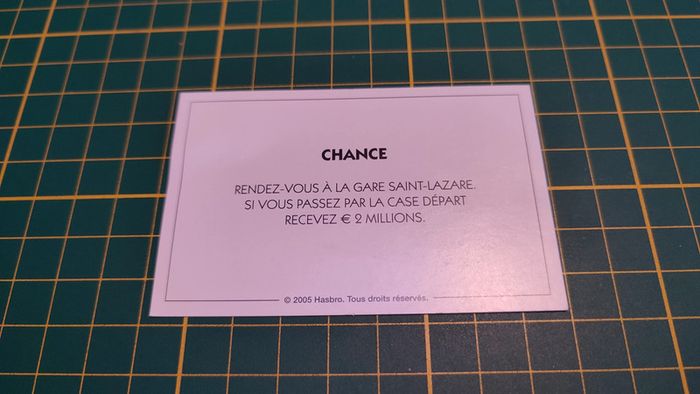 CHANCE
RENDEZ-VOUS À LA GARE SAINT-LAZARE.
SI VOUS PASSEZ PAR LA CASE DÉPART
RECEVEZ € 2 MILLIONS.
© 2005 Hasbro. Tous droits réservés.